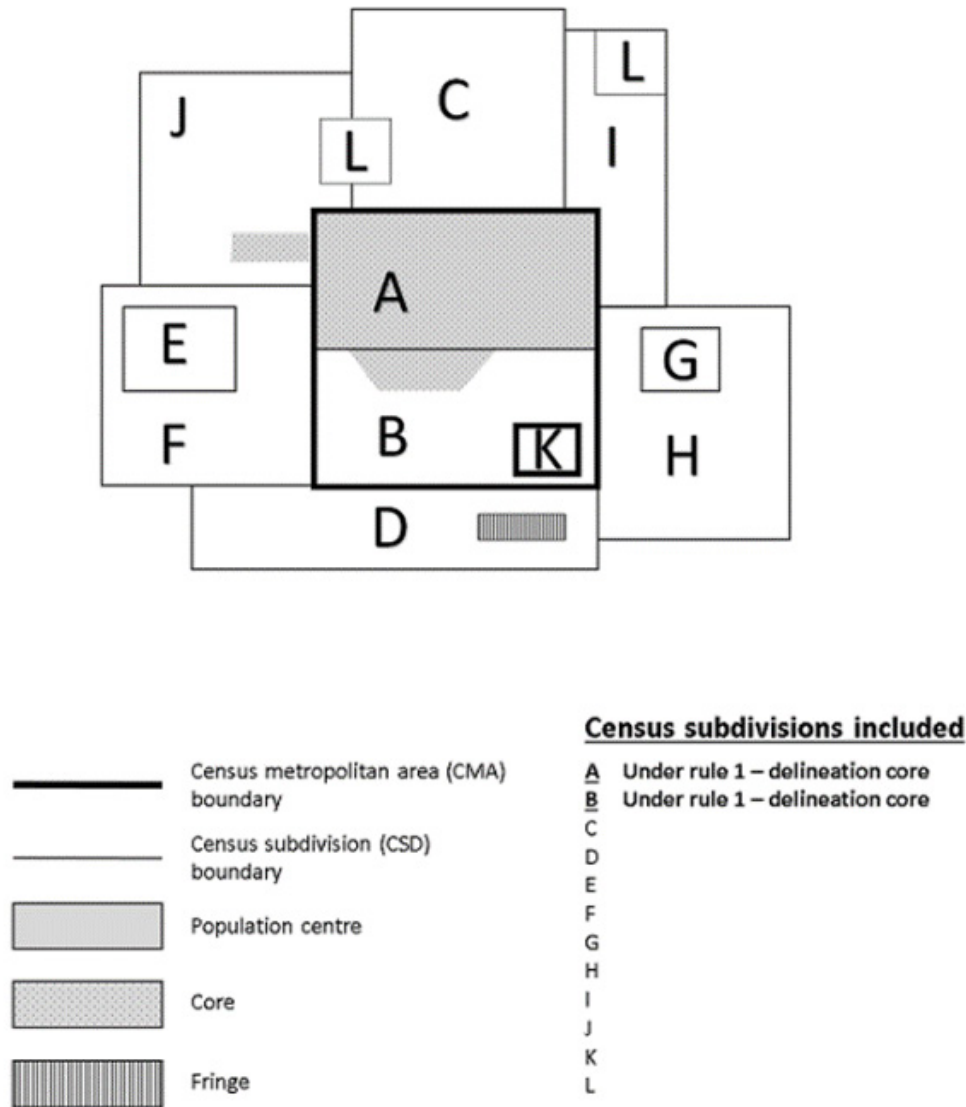 L
C
J
L
I
A
E
G
B
K
F
H
D
Census metropolitan area (CMA)
boundary
Census subdivision (CSD)
boundary
Population centre
Core
Fringe
Census subdivisions included
A Under rule 1 – delineation core
B Under rule 1 – delineation core
C
D
E
F
G
H
I
J
K
L